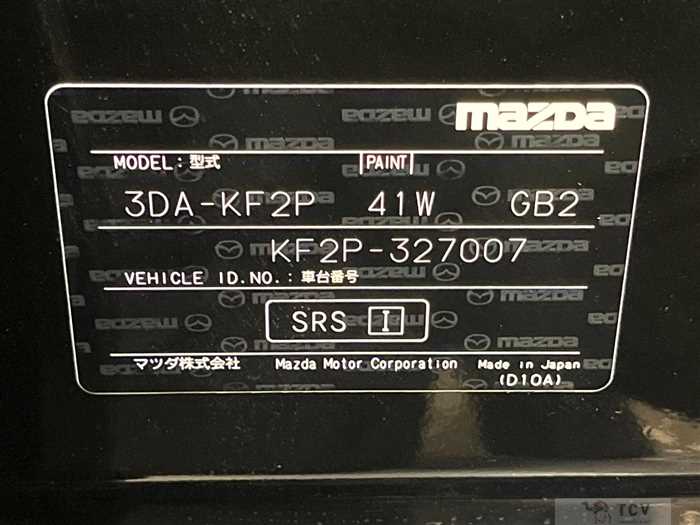 mazda
MODEL:型式 PAINT
3DA-KF2P 41W GB2
KF2P-327007
VEHICLE ID.NO.:車台番号
SRS I
マツダ株式会社 Mazda Motor Corporation Made in Japan
(D10A)
TCV